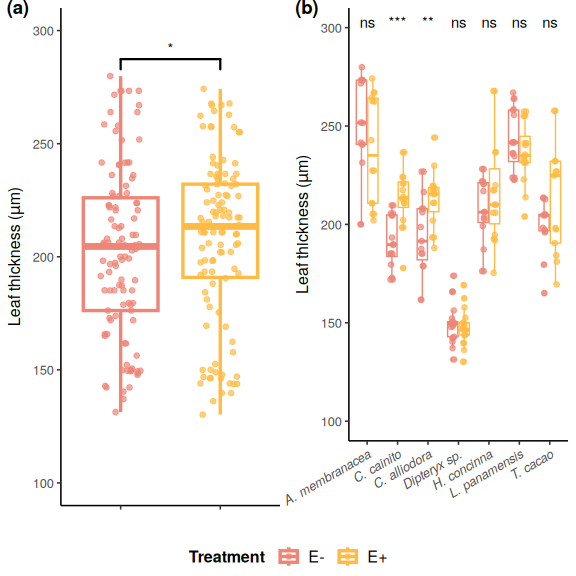 (a)
Leaf thickness (µm)
300
250
200
150
100
*
(b)
Leaf thickness (µm)
300
250
200
150
100
ns *** ** ns ns ns ns
A. membranacea
C. cainito
C. alliodora
Dipteryx sp.
H. concinna
L. panamensis
T. cacao
Treatment E- E+